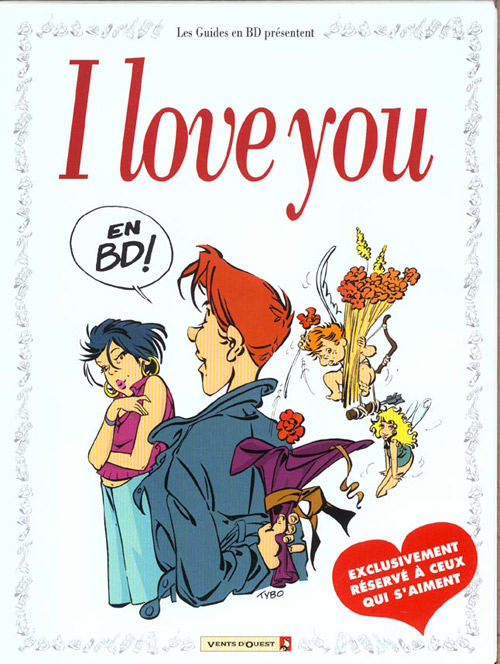 Les Guides en BD présentent
I love you
EN
BD!
EXCLUSIVEMENT
RÉSERVÉ À CEUX
QUI S'AIMENT
TYBO
VENTS D'OUEST